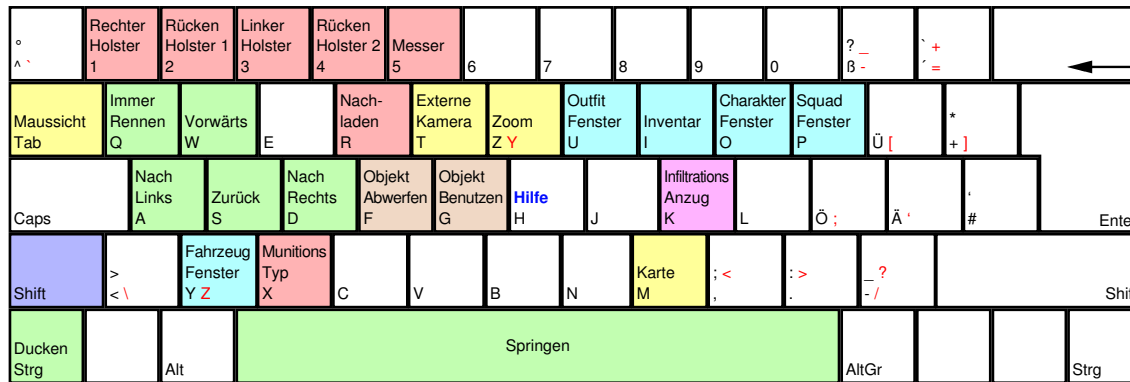 °
^ `
Rechter
Holster
1
Rücken
Holster 1
2
Linker
Holster
3
Rücken
Holster 2
4
Messer
5
6
7
8
9
0
? _
ß -
` +
´ =
Maussicht
Tab
Immer
Rennen
Q
Vorwärts
W
E
Nach-
laden
R
Externe
Kamera
T
Zoom
Z Y
Outfit
Fenster
U
Inventar
I
Charakter
Fenster
O
Squad
Fenster
P
Ü [
*
+ ]
Caps
Nach
Links
A
Zurück
S
Nach
Rechts
D
Objekt
Abwerfen
F
Objekt
Benutzen
G
Hilfe
H
J
Infiltrations
Anzug
K
L
Ö ;
Ä '
'
#
Ente
Shift
>
< \
Fahrzeug
Fenster
Y Z
Munitions
Typ
X
C
V
B
N
Karte
M
; <
,
: >
.
_ ?
- /
Shif
Ducken
Strg
Alt
Springen
AltGr
Strg